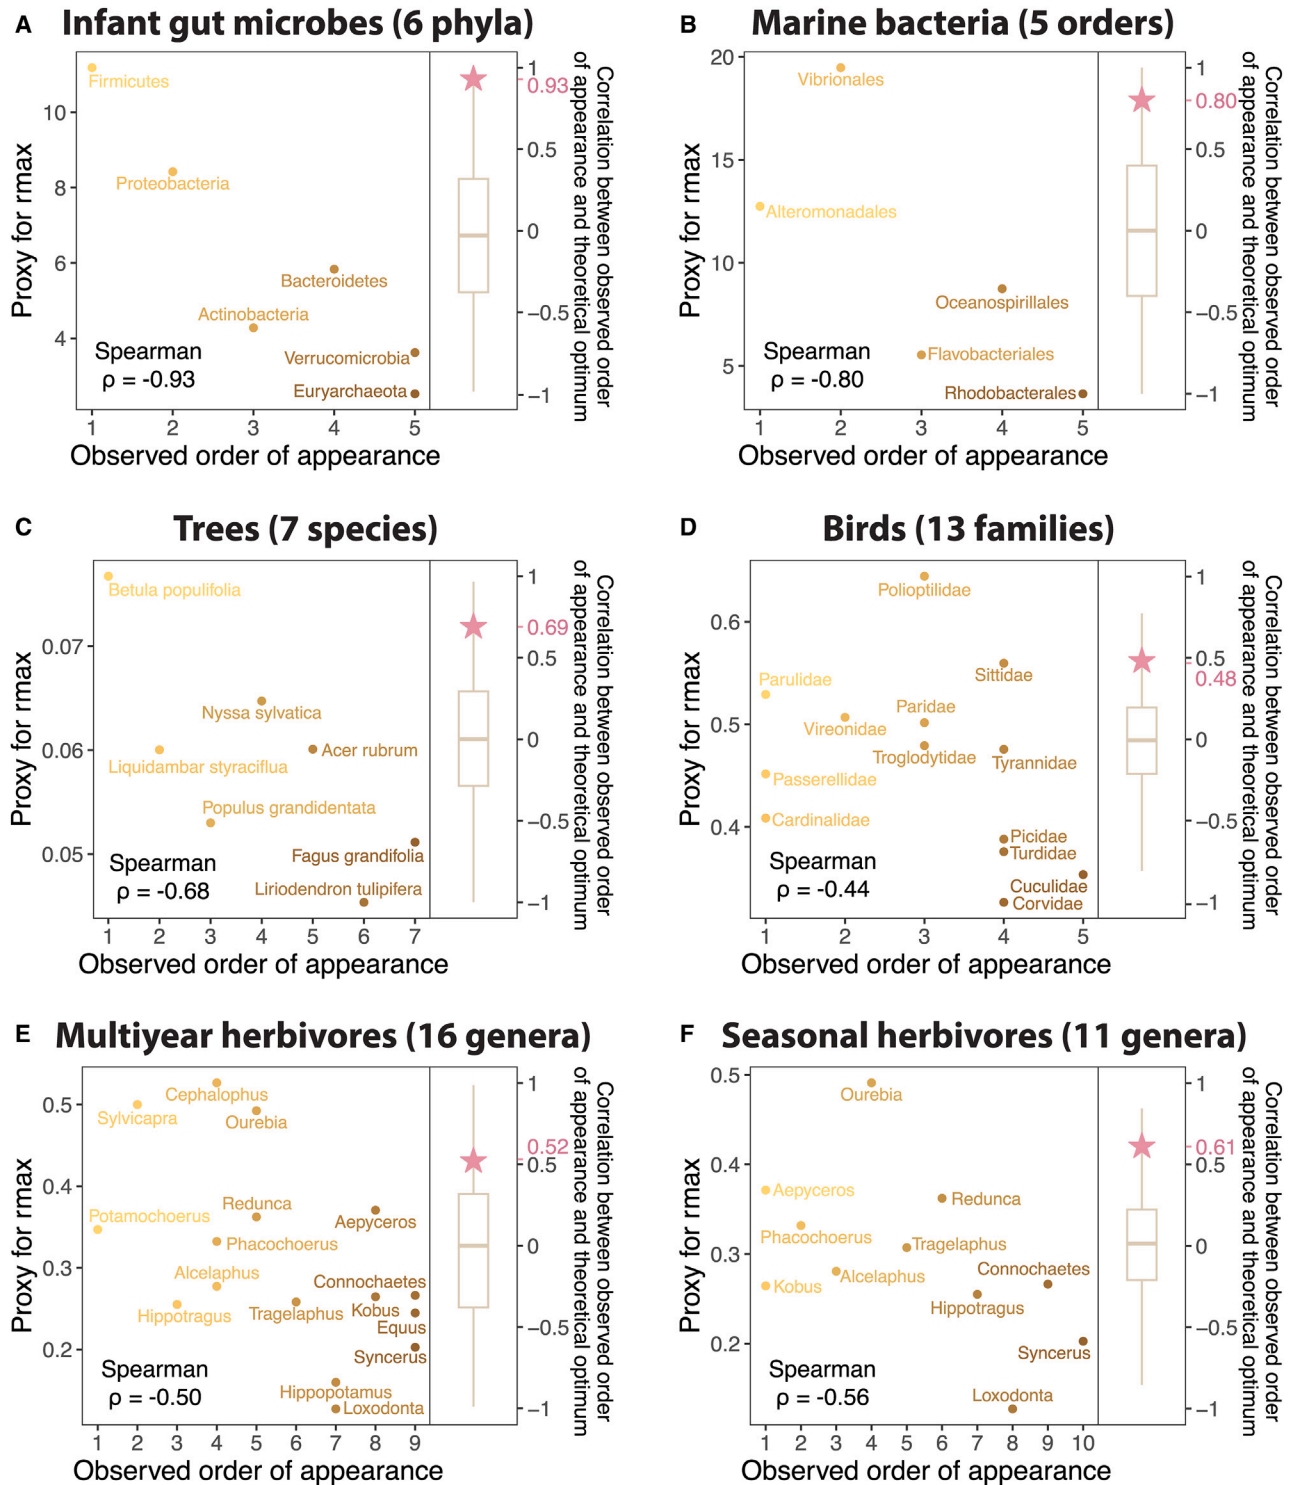 A
Infant gut microbes (6 phyla)
Firmicutes
Proteobacteria
Bacteroidetes
Actinobacteria
Verrucomicrobia
Euryarchaeota
Spearman
ρ = -0.93
10
8
6
4
1 2 3 4 5
Observed order of appearance
Proxy for rmax
1
0.93
0.5
0
−0.5
−1
Correlation between observed order
of appearance and theoretical optimum
B
Marine bacteria (5 orders)
Vibrionales
Alteromonadales
Oceanospirillales
Flavobacteriales
Rhodobacterales
Spearman
ρ = -0.80
20
15
10
5
1 2 3 4 5
Observed order of appearance
Proxy for rmax
1
0.80
0.5
0
−0.5
−1
Correlation between observed order
of appearance and theoretical optimum
C
Trees (7 species)
Betula populifolia
Nyssa sylvatica
Acer rubrum
Liquidambar styraciflua
Populus grandidentata
Fagus grandifolia
Liriodendron tulipifera
Spearman
ρ = -0.68
0.07
0.06
0.05
1 2 3 4 5 6 7
Observed order of appearance
Proxy for rmax
1
0.69
0.5
0
−0.5
−1
Correlation between observed order
of appearance and theoretical optimum
D
Birds (13 families)
Polioptilidae
Sittidae
Parulidae
Paridae
Vireonidae
Troglodytidae
Tyrannidae
Passerellidae
Cardinalidae
Picidae
Turdidae
Cuculidae
Corvidae
Spearman
ρ = -0.44
0.6
0.5
0.4
1 2 3 4 5
Observed order of appearance
Proxy for rmax
1
0.5
0.48
0
−0.5
−1
Correlation between observed order
of appearance and theoretical optimum
E
Multiyear herbivores (16 genera)
Cephalophus
Sylvicapra
Ourebia
Redunca
Potamochoerus
Aepyceros
Phacochoerus
Alcelaphus
Connochaetes
Hippotragus
Tragelaphus
Kobus
Equus
Syncerus
Hippopotamus
Loxodonta
Spearman
ρ = -0.50
0.5
0.4
0.3
0.2
1 2 3 4 5 6 7 8 9
Observed order of appearance
Proxy for rmax
1
0.52
0.5
0
−0.5
−1
Correlation between observed order
of appearance and theoretical optimum
F
Seasonal herbivores (11 genera)
Ourebia
Aepyceros
Redunca
Phacochoerus
Tragelaphus
Connochaetes
Alcelaphus
Kobus
Hippotragus
Syncerus
Loxodonta
Spearman
ρ = -0.56
0.5
0.4
0.3
0.2
1 2 3 4 5 6 7 8 9 10
Observed order of appearance
Proxy for rmax
1
0.61
0.5
0
−0.5
−1
Correlation between observed order
of appearance and theoretical optimum